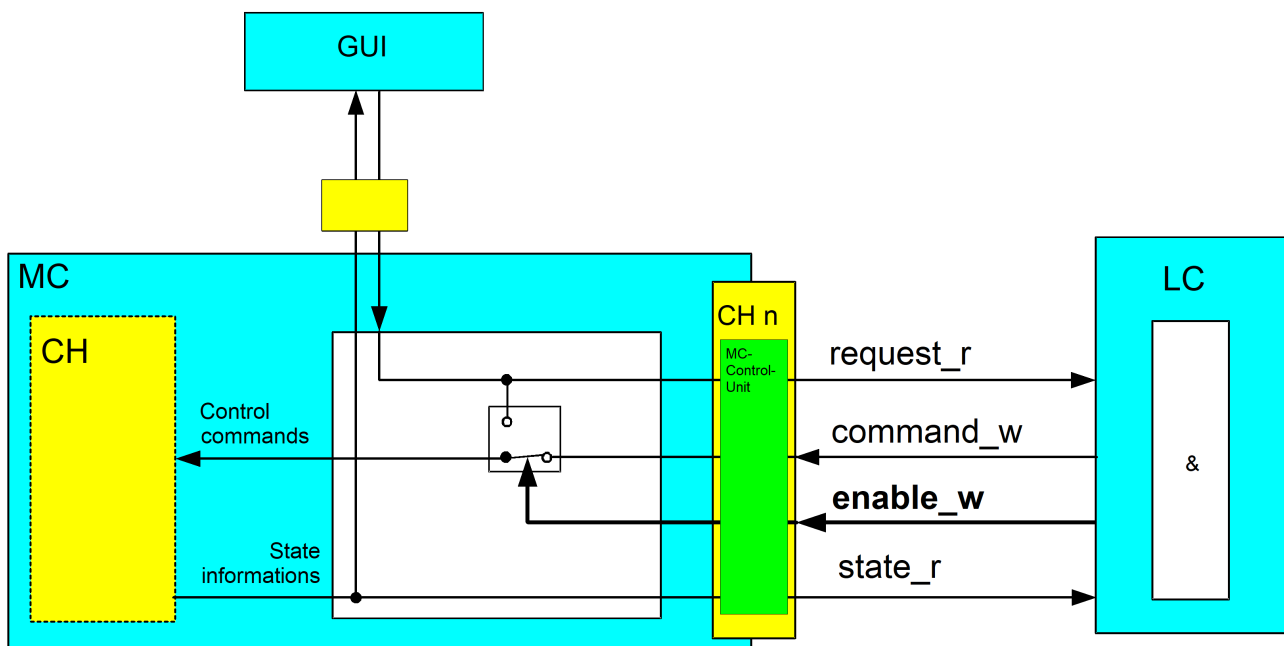 GUI
MC
LC
CH
CH n
MC-
Control-
Unit
request_r
Control
commands
command_w
&
enable_w
State
informations
state_r